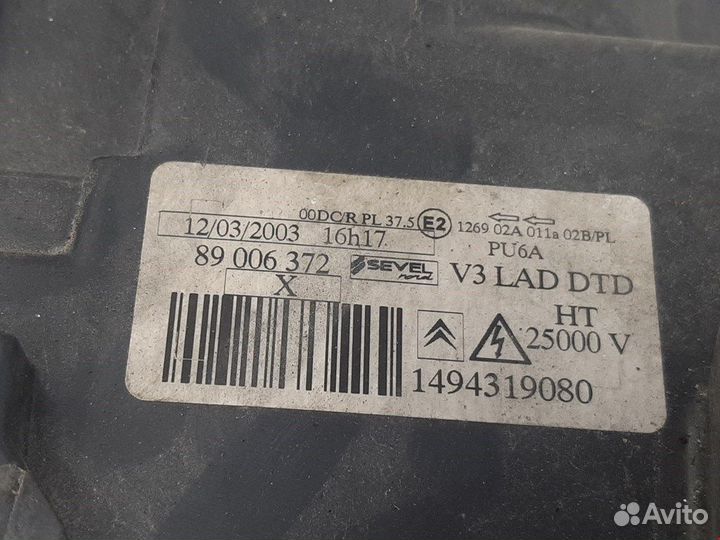 00DC/R PL 37.5 E2 1269 02A 011a 02B/PL
12/03/2003 16h17 PU6A
89 006 372 SEVEL nord V3 LAD DTD
X HT
25000 V
1494319080
Avito